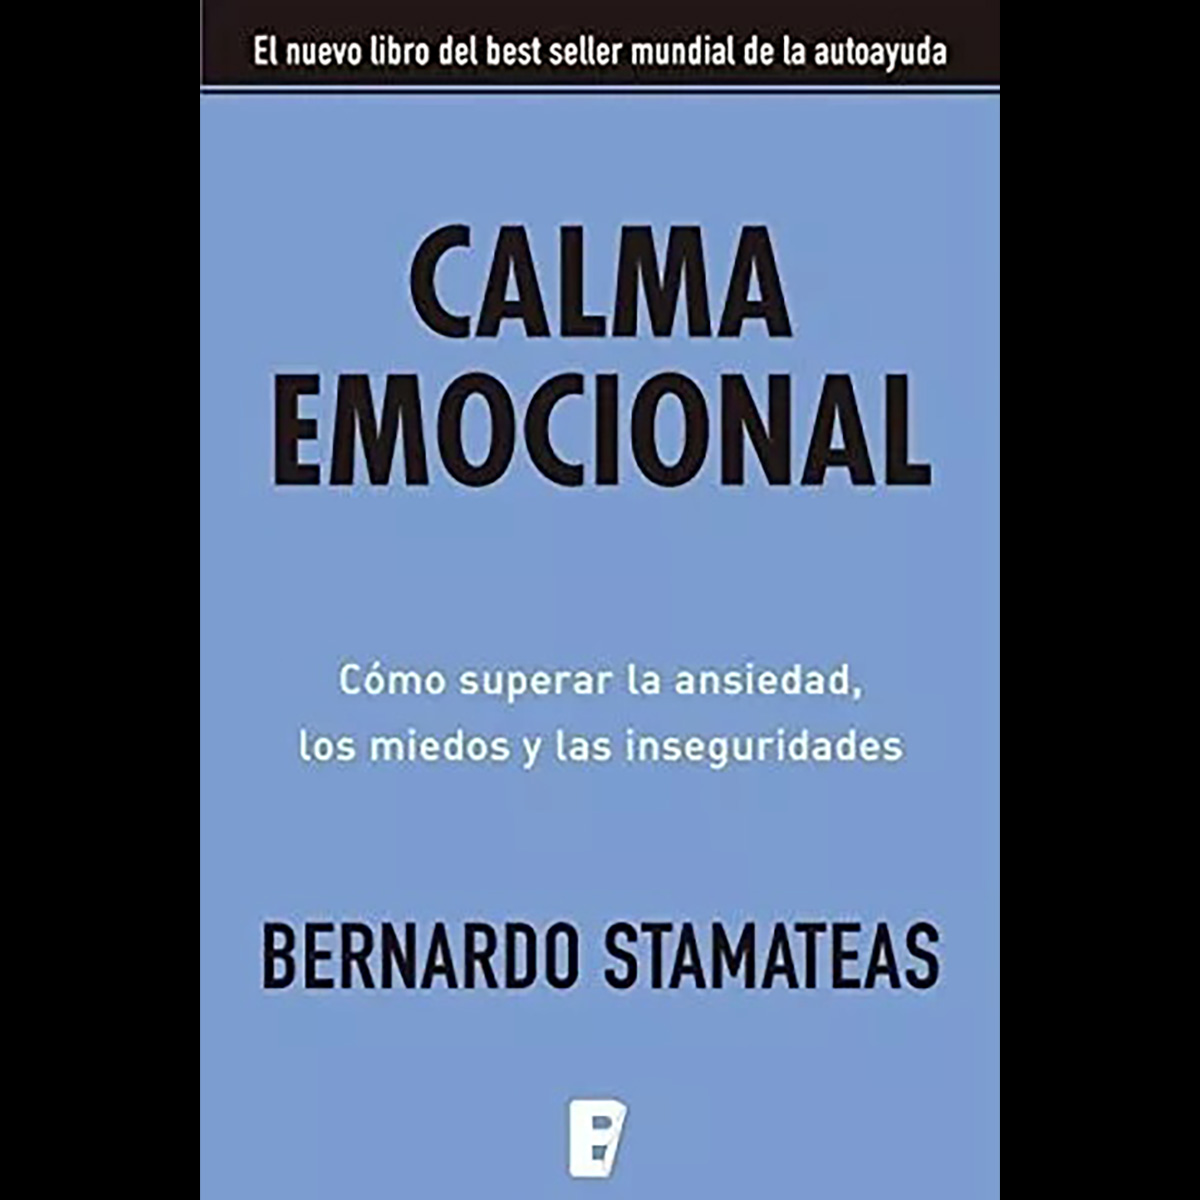 El nuevo libro del best seller mundial de la autoayuda
CALMA
EMOCIONAL
Cómo superar la ansiedad,
los miedos y las inseguridades
BERNARDO STAMATEAS
B